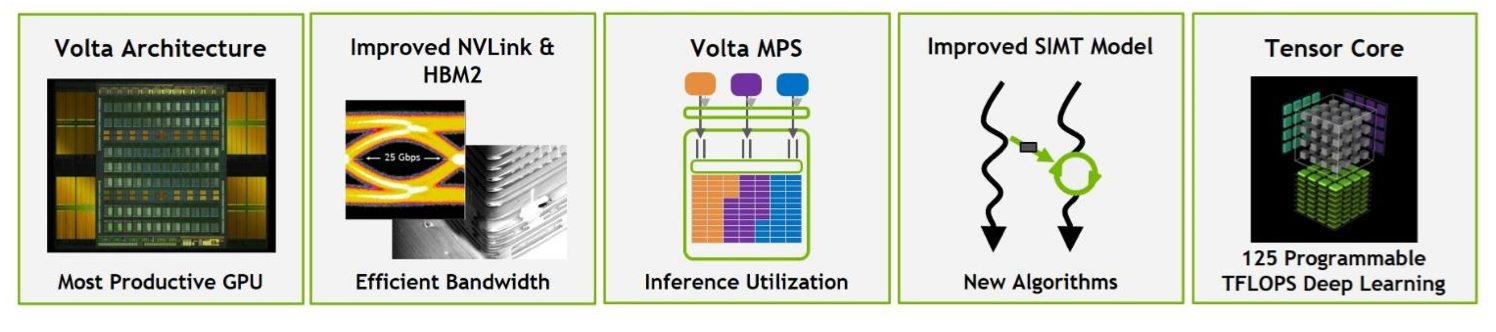 Volta Architecture
Most Productive GPU
Improved NVLink &
HBM2
25 Gbps
Efficient Bandwidth
Volta MPS
Inference Utilization
Improved SIMT Model
New Algorithms
Tensor Core
125 Programmable
TFLOPS Deep Learning